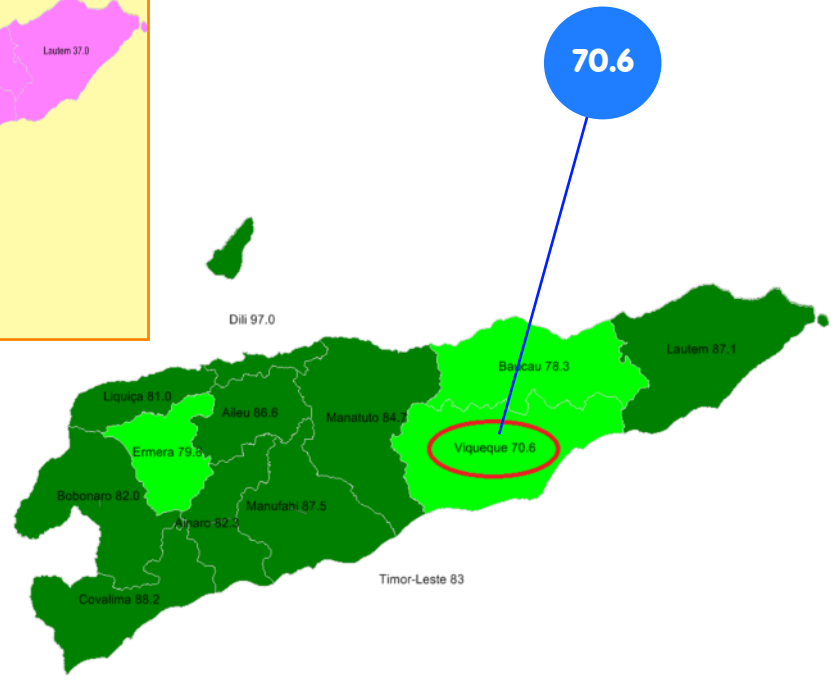 Lautem 37.0
70.6
Dili 97.0
Baucau 78.3
Lautem 87.1
Liquiça 81.0
Aileu 86.6
Manatuto 84.7
Ermera 79.8
Viqueque 70.6
Bobonaro 82.0
Manufahi 87.5
Ainaro 82.3
Timor-Leste 83
Covalima 88.2